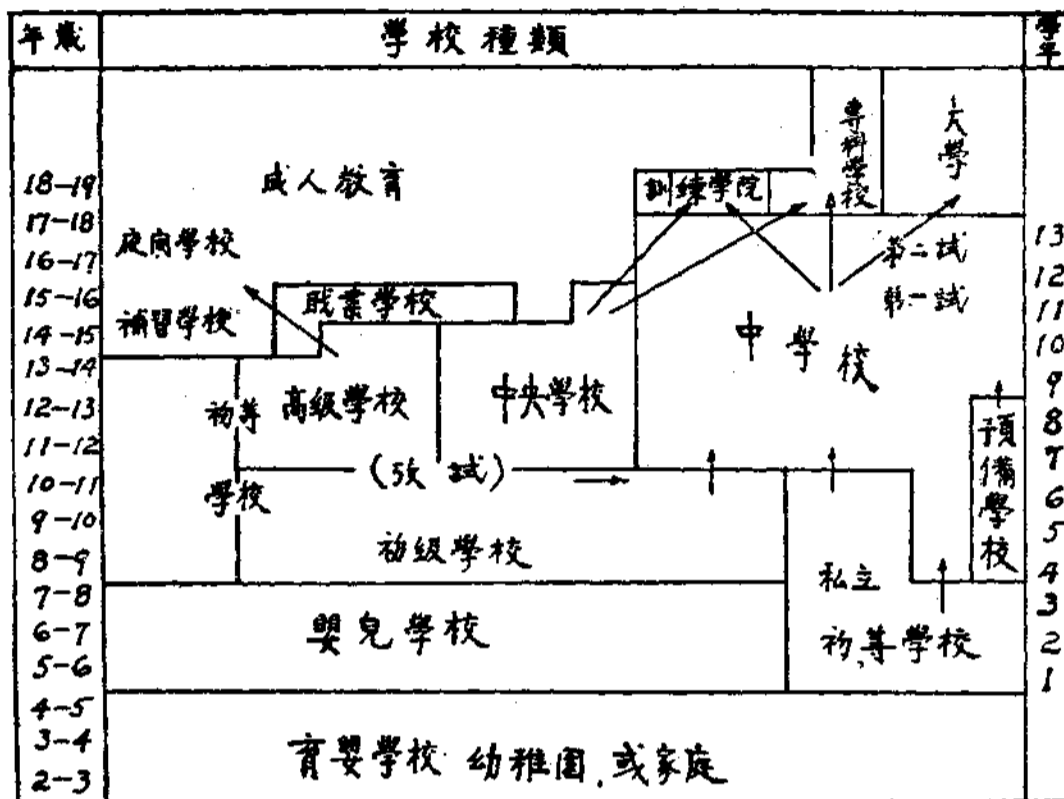 年歲 學校種類 學年
大學
專科學校
18-19 成人教育 訓練學院
17-18
夜間學校 第二試 13
16-17 12
15-16 職業學校 第一試 11
14-15 補習學校 中學校 10
13-14 9
12-13 初等 高級學校 中央學校 8
11-12 預備學校 7
10-11 學校 (攷試) 6
9-10 5
8-9 初級學校 私立 4
7-8 3
6-7 嬰兒學校 初等學校 2
5-6 1
4-5
3-4 育嬰學校 幼稚園,或家庭
2-3